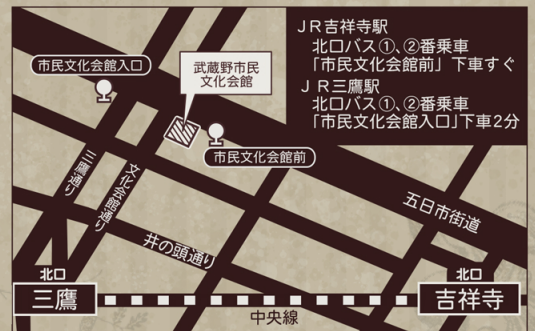 JR吉祥寺駅
北口バス①、②番乗車
「市民文化会館前」下車すぐ
JR三鷹駅
北口バス①、②番乗車
「市民文化会館入口」下車2分
市民文化会館入口
武蔵野市民
文化会館
市民文化会館前
三鷹通り
文化会館通り
五日市街道
井の頭通り
北口
三鷹
中央線
北口
吉祥寺